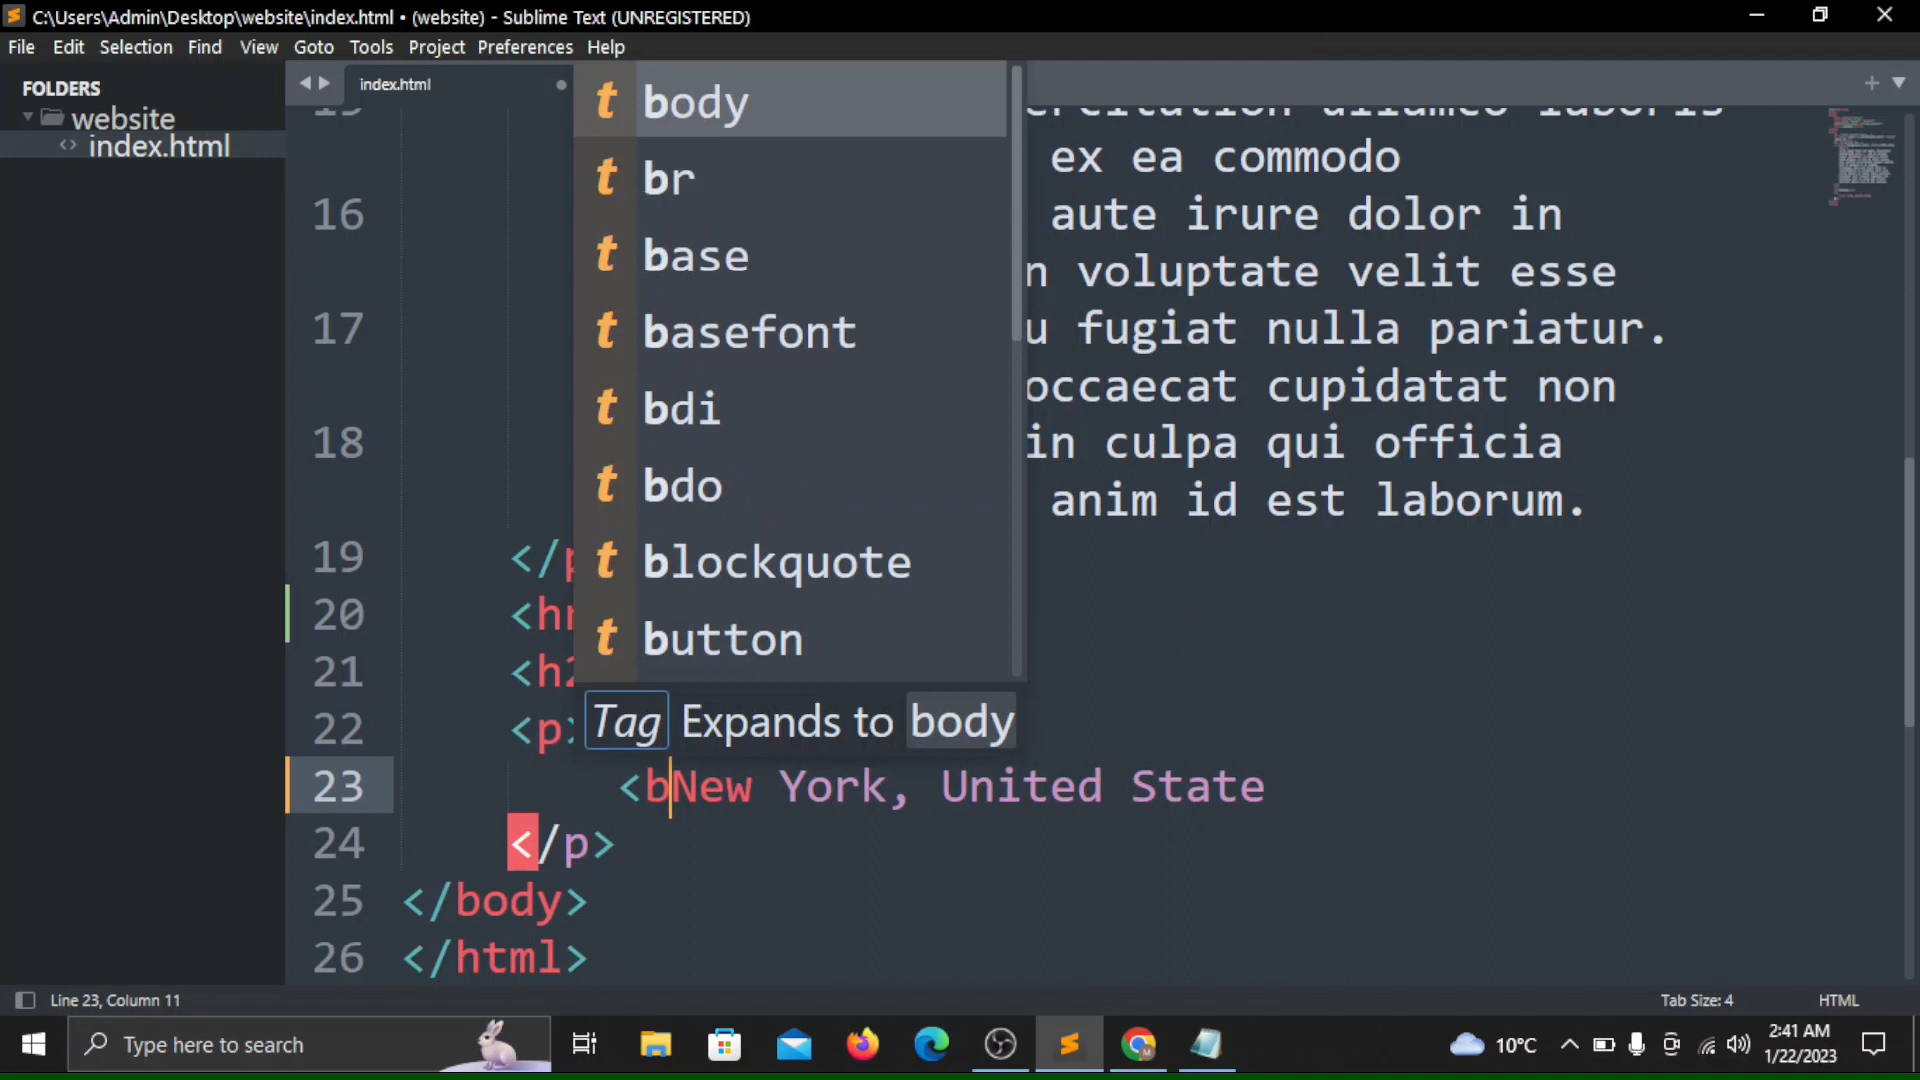 C:\Users\Admin\Desktop\website\index.html • (website) - Sublime Text (UNREGISTERED)
File Edit Selection Find View Goto Tools Project Preferences Help
FOLDERS
website
index.html
index.html
body
br
base
basefont
bdi
bdo
blockquote
button
Tag Expands to body
ullamco laboris
ex ea commodo
16 aute irure dolor in
n voluptate velit esse
17 u fugiat nulla pariatur.
occaecat cupidatat non
18 in culpa qui officia
anim id est laborum.
19 </p
20 <hr
21 <h2
22 <p>
23 <bNew York, United State
24 </p>
25 </body>
26 </html>
Line 23, Column 11
Tab Size: 4
HTML
Type here to search
10°C
2:41 AM
1/22/2023